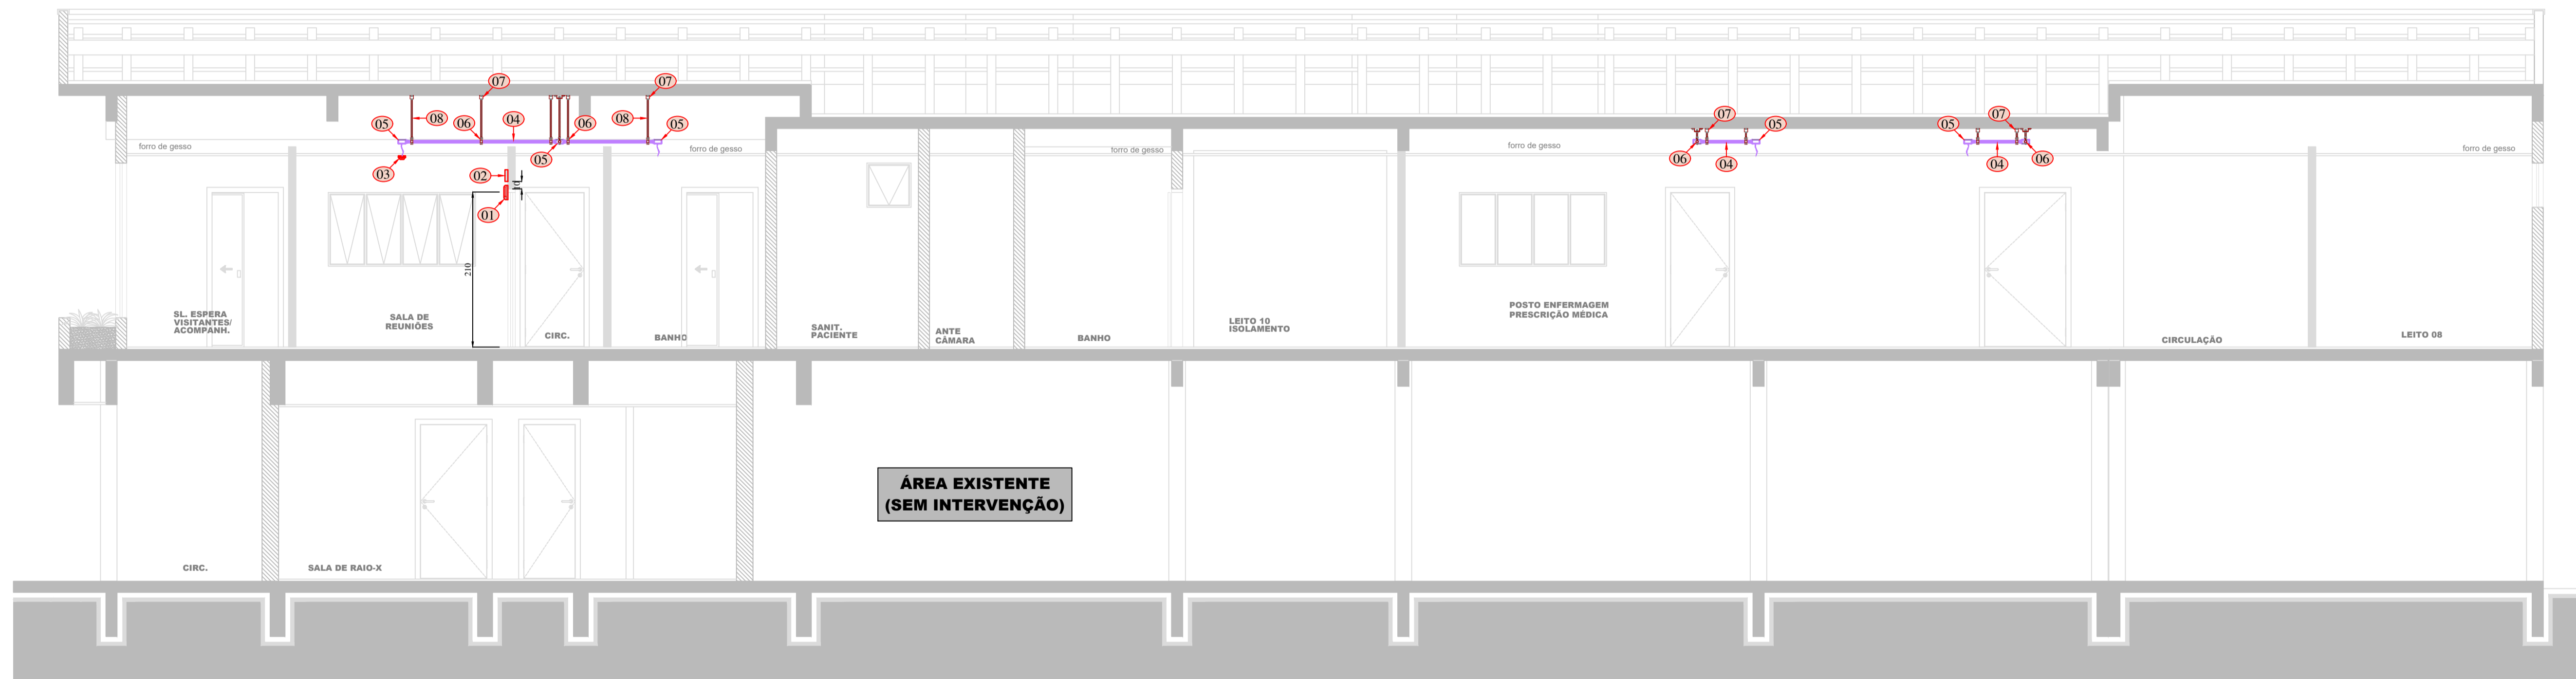 07
07
07
07
08
06
04
06
08
05
05
05
05
05
03
06
04
04
06
forro de gesso
forro de gesso
forro de gesso
forro de gesso
forro de gesso
02
10
01
210
SL. ESPERA
VISITANTES/
ACOMPANH.
SALA DE
REUNIÕES
CIRC.
BANHO
SANIT.
PACIENTE
ANTE
CÂMARA
BANHO
LEITO 10
ISOLAMENTO
POSTO ENFERMAGEM
PRESCRIÇÃO MÉDICA
CIRCULAÇÃO
LEITO 08
ÁREA EXISTENTE
(SEM INTERVENÇÃO)
CIRC.
SALA DE RAIO-X